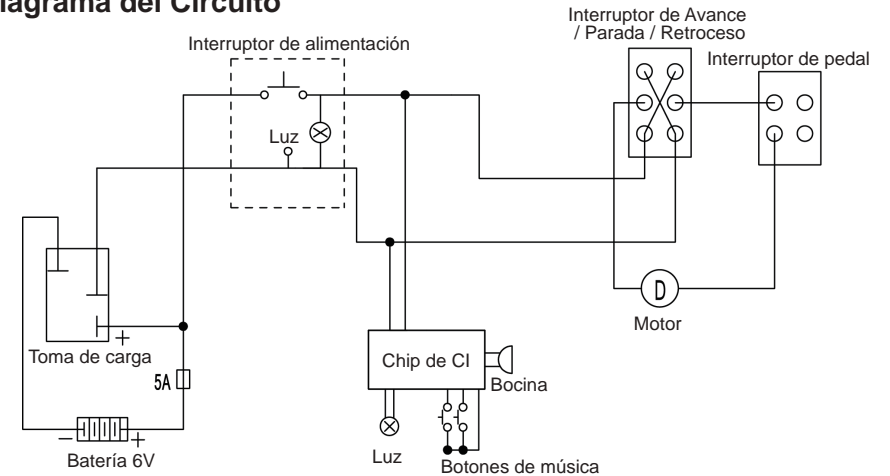 Diagrama del Circuito
Interruptor de Avance
/ Parada / Retroceso
Interruptor de alimentación
Interruptor de pedal
Luz
D
Motor
+
Toma de carga
5A
Chip de CI
Bocina
− +
Batería 6V
Luz
Botones de música